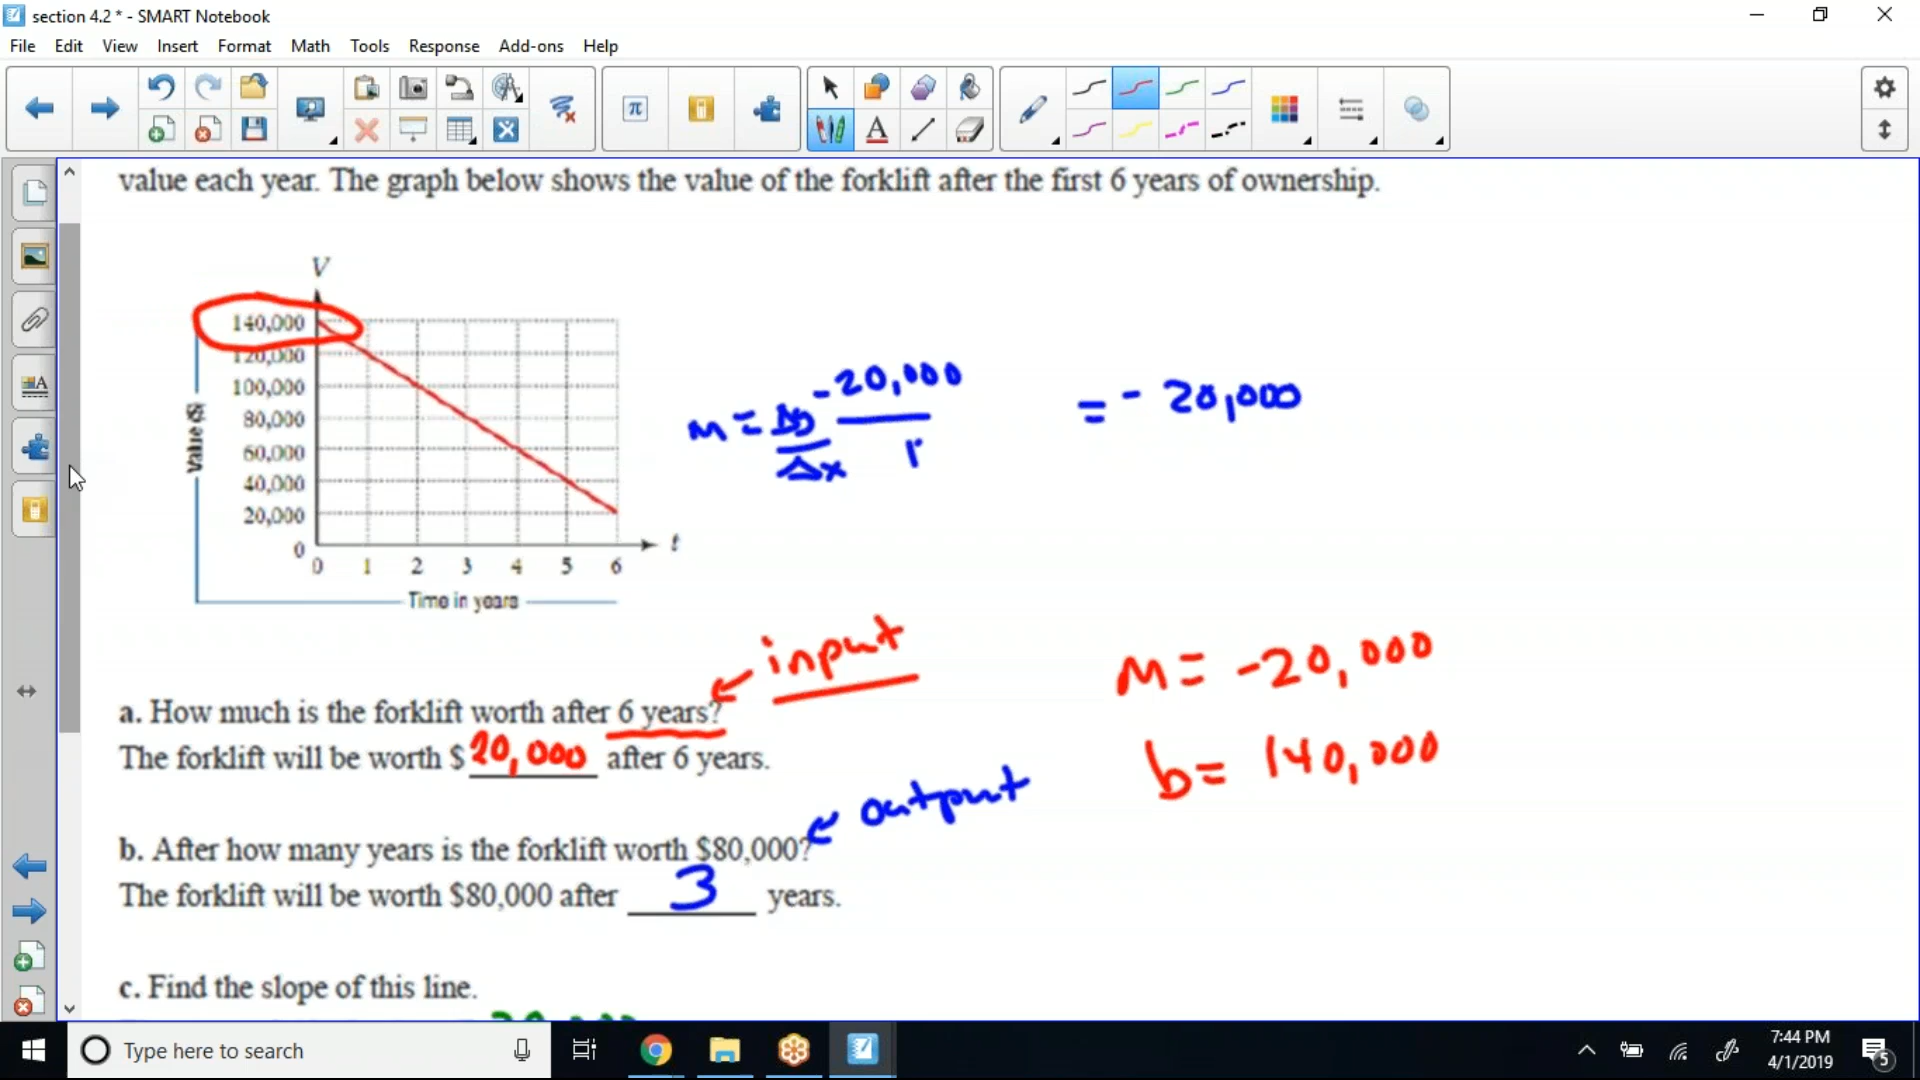 section 4.2 * - SMART Notebook
File Edit View Insert Format Math Tools Response Add-ons Help
value each year. The graph below shows the value of the forklift after the first 6 years of ownership.
V
140,000
120,000
100,000
80,000
60,000
40,000
20,000
0
Value ($)
0 1 2 3 4 5 6
t
Time in years
m = Δy/Δx -20,000/1 = - 20,000
input
m = -20,000
b = 140,000
a. How much is the forklift worth after 6 years?
The forklift will be worth $ 20,000 after 6 years.
output
b. After how many years is the forklift worth $80,000?
The forklift will be worth $80,000 after 3 years.
c. Find the slope of this line.
Type here to search
7:44 PM
4/1/2019
5